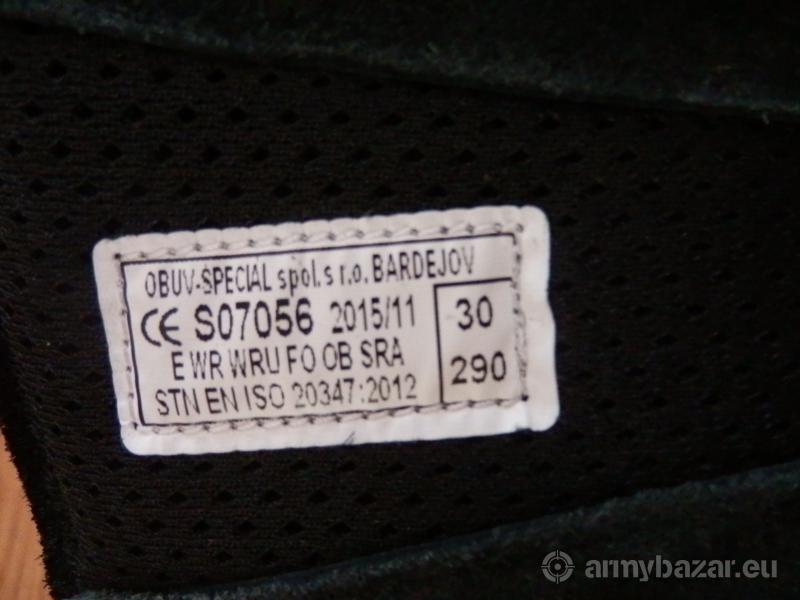 OBUV-ŠPECIÁL spol. s r.o. BARDEJOV
CE S07056 2015/11 30
E WR WRU FO OB SRA 290
STN EN ISO 20347:2012
armybazar.eu